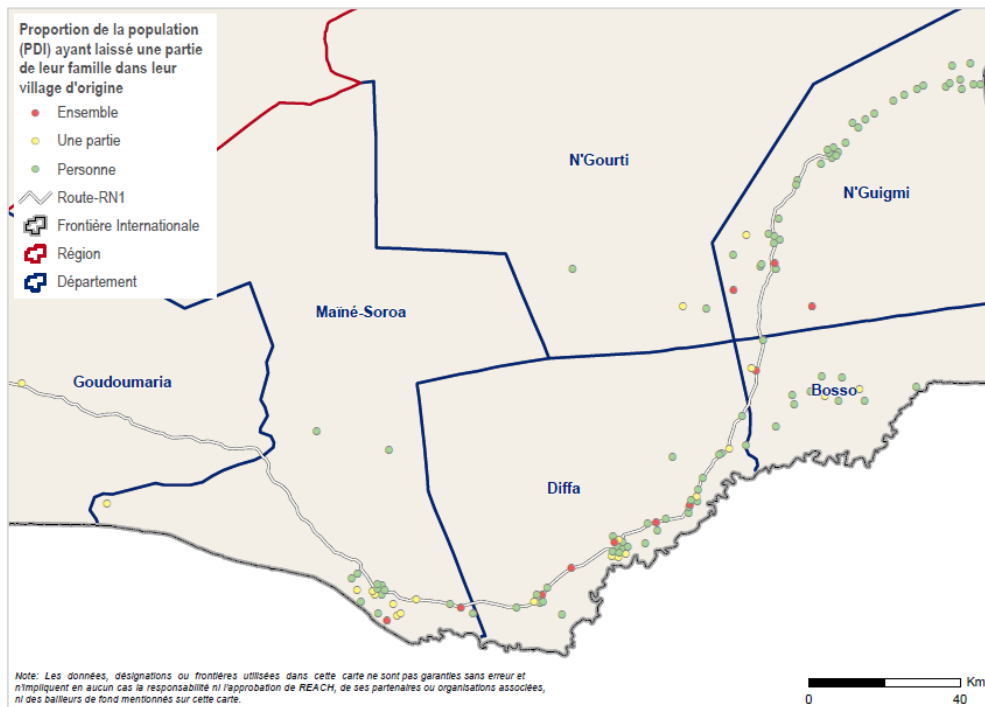 Proportion de la population
(PDI) ayant laissé une partie
de leur famille dans leur
village d'origine
Ensemble
Une partie
Personne
Route-RN1
Frontière Internationale
Région
Département
N'Gourti
N'Guigmi
Maïné-Soroa
Goudoumaria
Bosso
Diffa
Note: Les données, désignations ou frontières utilisées dans cette carte ne sont pas garanties sans erreur et
n'impliquent en aucun cas la responsabilité ni l'approbation de REACH, de ses partenaires ou organisations associées,
ni des bailleurs de fond mentionnés sur cette carte.
Km
0 40